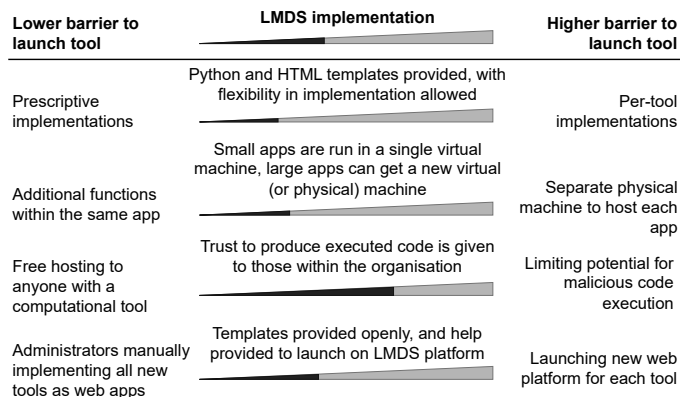 Lower barrier to
launch tool
LMDS implementation
Higher barrier to
launch tool
Prescriptive
implementations
Python and HTML templates provided, with
flexibility in implementation allowed
Per-tool
implementations
Additional functions
within the same app
Small apps are run in a single virtual
machine, large apps can get a new virtual
(or physical) machine
Separate physical
machine to host each
app
Free hosting to
anyone with a
computational tool
Trust to produce executed code is given
to those within the organisation
Limiting potential for
malicious code
execution
Administrators manually
implementing all new
tools as web apps
Templates provided openly, and help
provided to launch on LMDS platform
Launching new web
platform for each tool